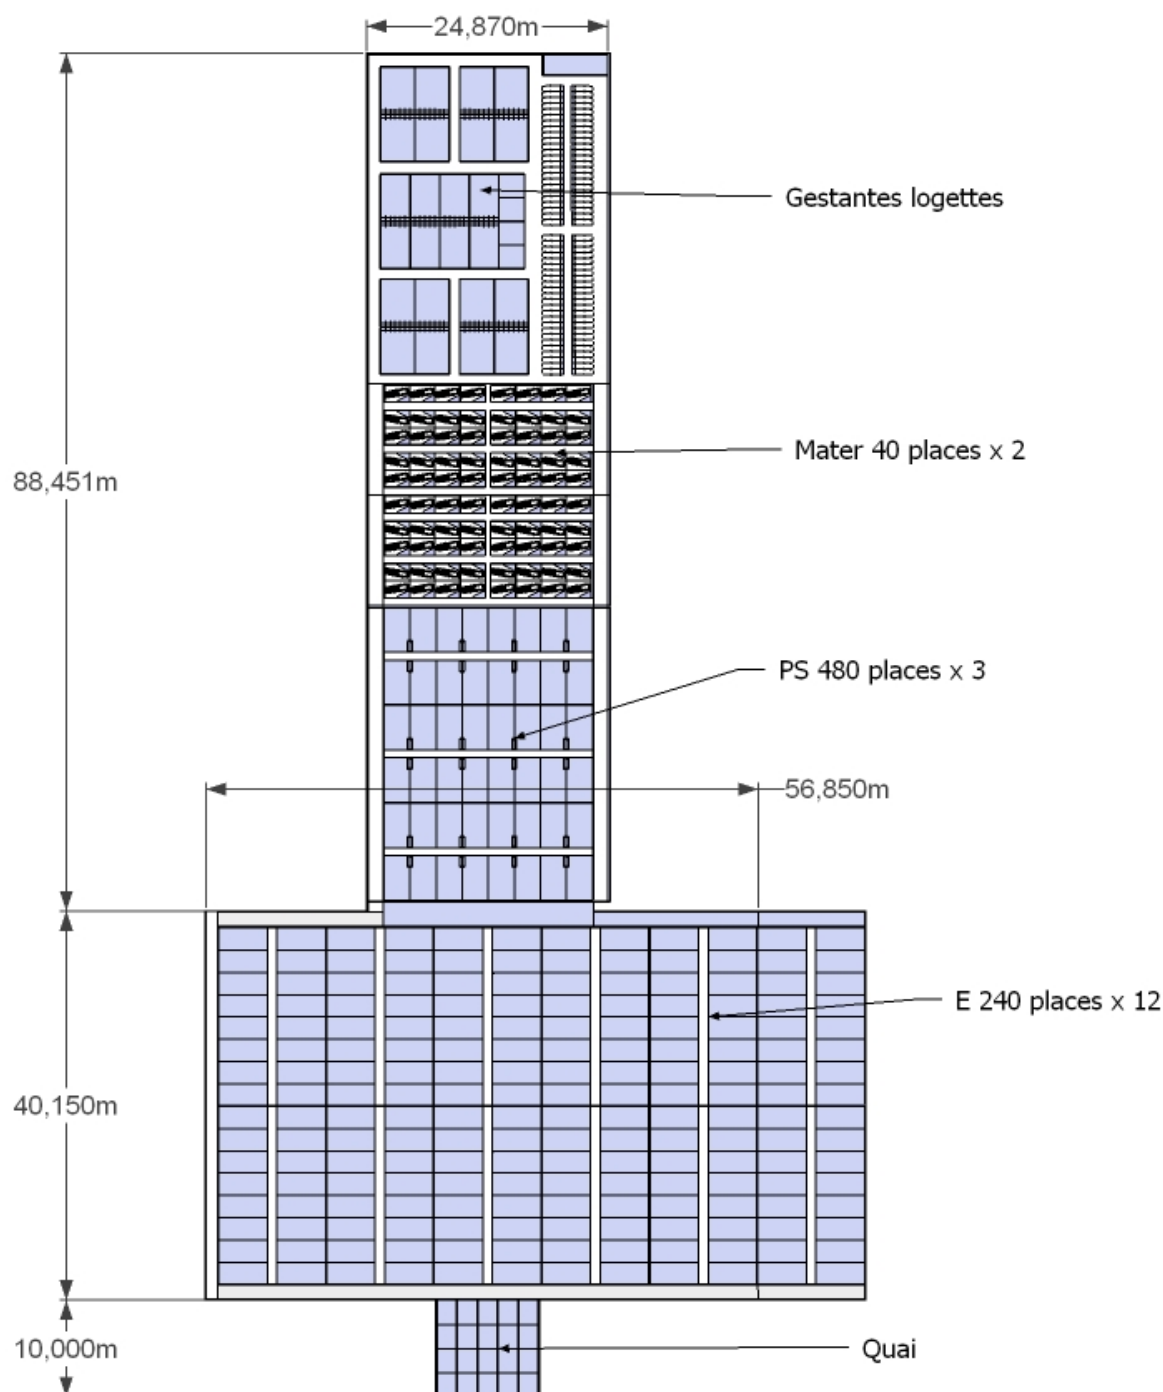 24,870m
Gestantes logettes
Mater 40 places x 2
88,451m
PS 480 places x 3
56,850m
E 240 places x 12
40,150m
10,000m
Quai